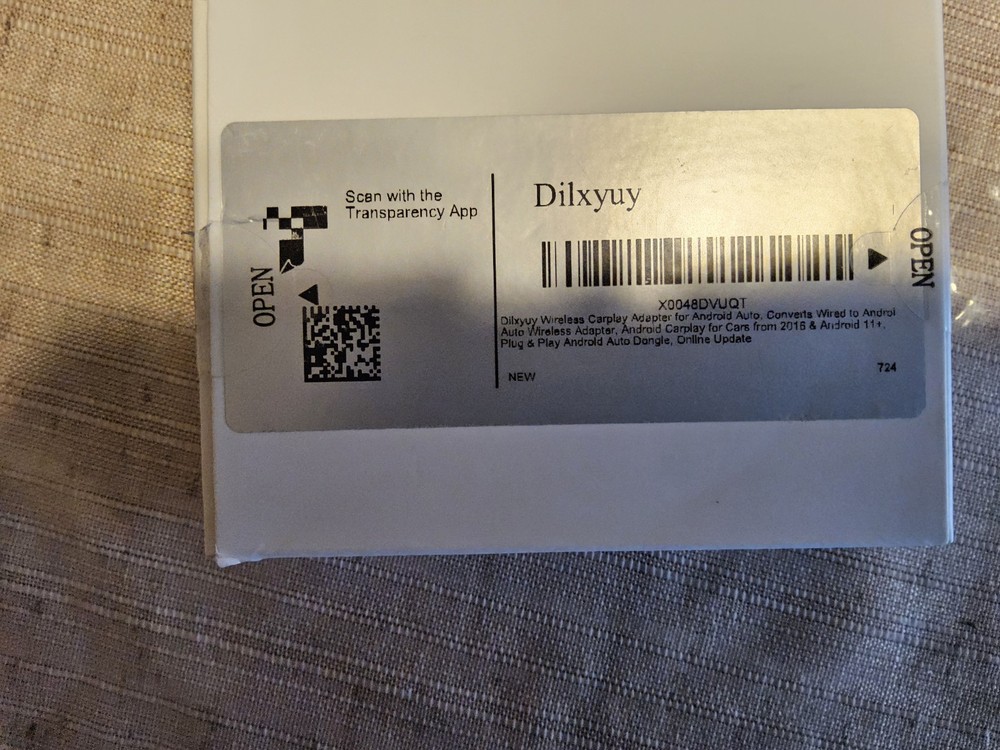 Scan with the
Transparency App
OPEN
Dilxyuy
OPEN
X0048DVUQT
Dilxyuy Wireless Carplay Adapter for Android Auto, Converts Wired to Androi
Auto Wireless Adapter, Android Carplay for Cars from 2016 & Android 11+,
Plug & Play Android Auto Dongle, Online Update
NEW
724